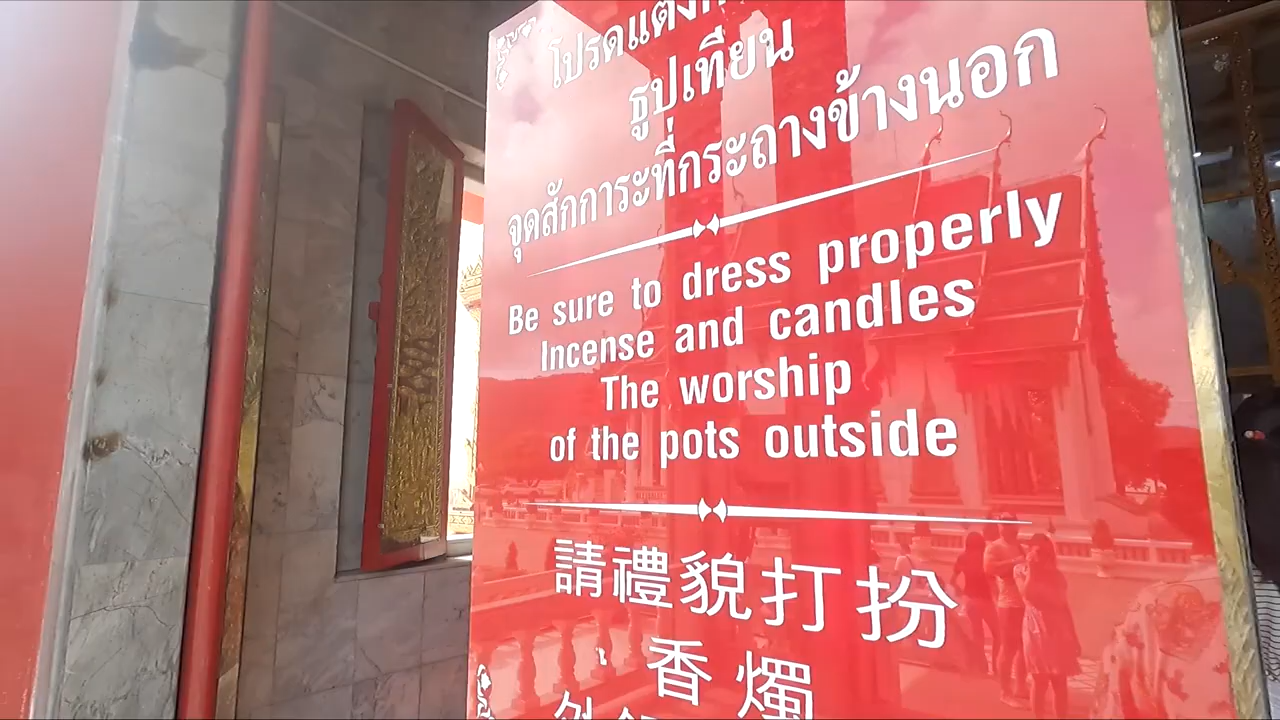 ธูปเทียน
จุดสักการะที่กระถางข้างนอก
Be sure to dress properly
Incense and candles
The worship
of the pots outside
請禮貌打扮
香燭